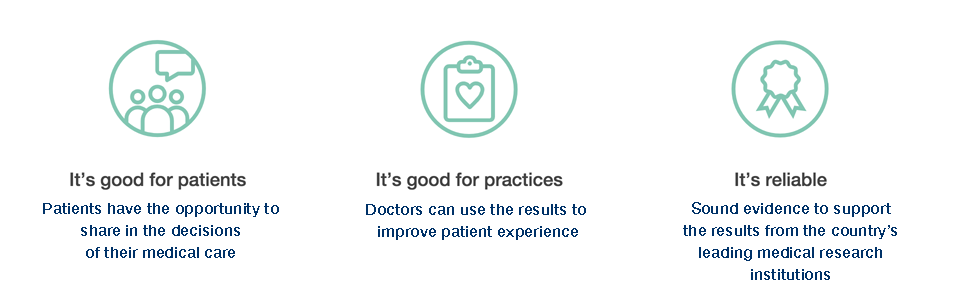 It's good for patients
Patients have the opportunity to
share in the decisions
of their medical care
It's good for practices
Doctors can use the results to
improve patient experience
It's reliable
Sound evidence to support
the results from the country's
leading medical research
institutions